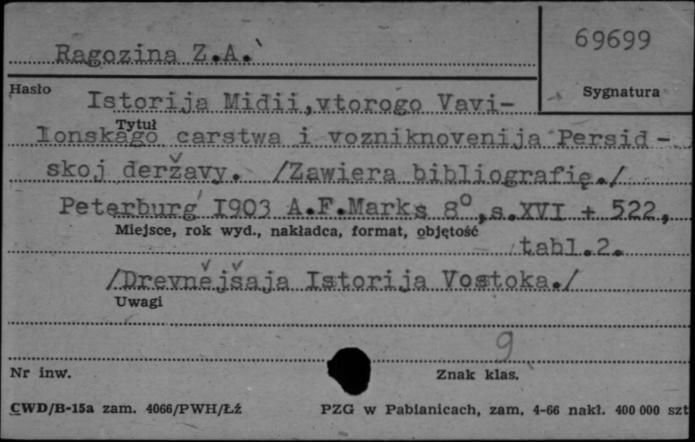 Ragozina Z.A.
69699
Hasło
Sygnatura
Istorija Midii,vtorogo Vavi-
Tytuł
lonskago carstwa i vozniknovenija Persid-
skoj deržavy. /Zawiera bibliografię./
Peterburg 1903 A.F.Marks 8°,s.XVI + 522,
Miejsce, rok wyd., nakładca, format, objętość
tabl.2.
/Drevnějšaja Istorija Vostoka./
Uwagi
9
Nr inw.
Znak klas.
CWD/B-15a zam. 4066/PWH/Łź
PZG w Pabianicach, zam. 4-66 nakł. 400 000 szt